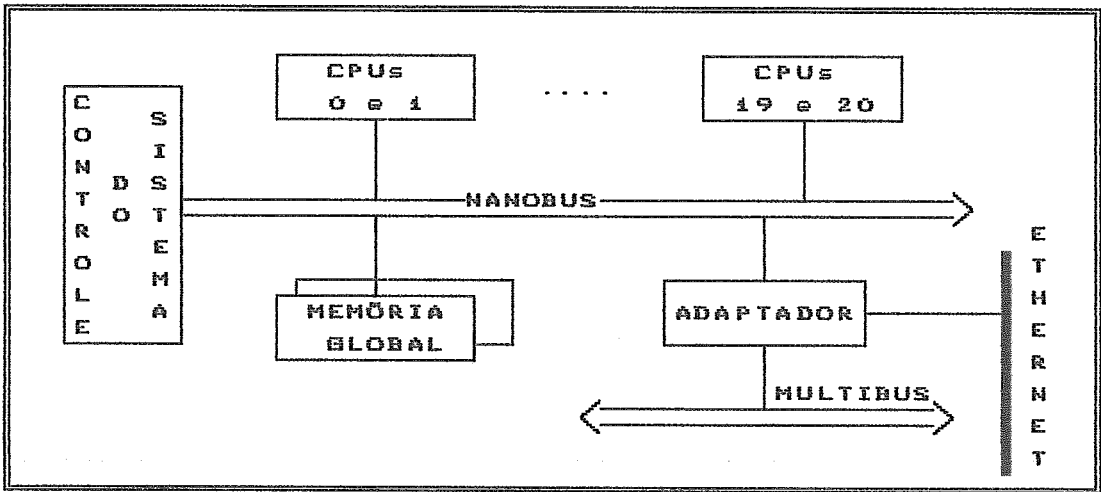 CONTROLE
DO
SISTEMA
CPUs
0 e 1
....
CPUs
19 e 20
NANOBUS
MEMÓRIA
GLOBAL
ADAPTADOR
MULTIBUS
ETHERNET